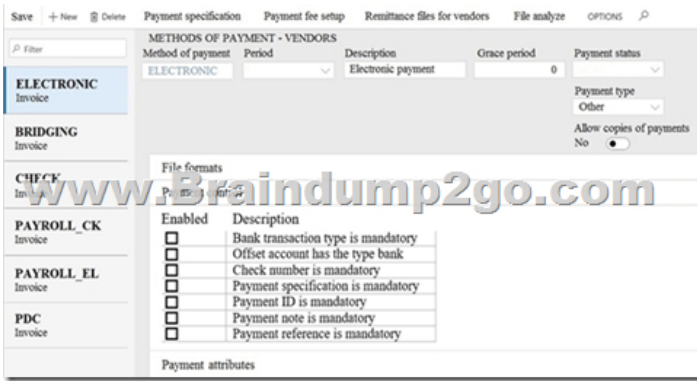 Save + New Delete Payment specification Payment fee setup Remittance files for vendors File analyze OPTIONS
Filter
METHODS OF PAYMENT - VENDORS
Method of payment Period Description Grace period Payment status
ELECTRONIC Electronic payment 0
ELECTRONIC
Invoice
Payment type
Other
BRIDGING
Invoice
Allow copies of payments
No
CHECK
Invoice
File formats
www.Braindump2go.com
Enabled Description
Bank transaction type is mandatory
Offset account has the type bank
Check number is mandatory
Payment specification is mandatory
Payment ID is mandatory
Payment note is mandatory
Payment reference is mandatory
PAYROLL_CK
Invoice
PAYROLL_EL
Invoice
PDC
Invoice
Payment attributes